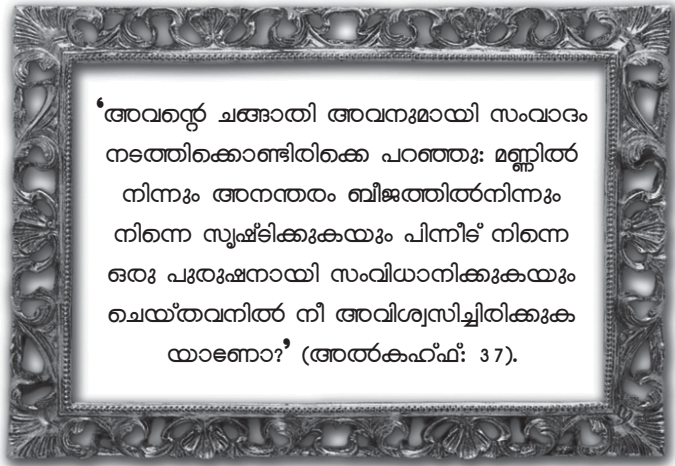 ‘അവന്റെ ചങ്ങാതി അവനുമായി സംവാദം
നടത്തിക്കൊണ്ടിരിക്കെ പറഞ്ഞു: മണ്ണിൽ
നിന്നും അനന്തരം ബീജത്തിൽനിന്നും
നിന്നെ സൃഷ്ടിക്കുകയും പിന്നീട് നിന്നെ
ഒരു പുരുഷനായി സംവിധാനിക്കുകയും
ചെയ്തവനിൽ നീ അവിശ്വസിച്ചിരിക്കുക
യാണോ?’ (അൽകഹ്ഫ്: 37).